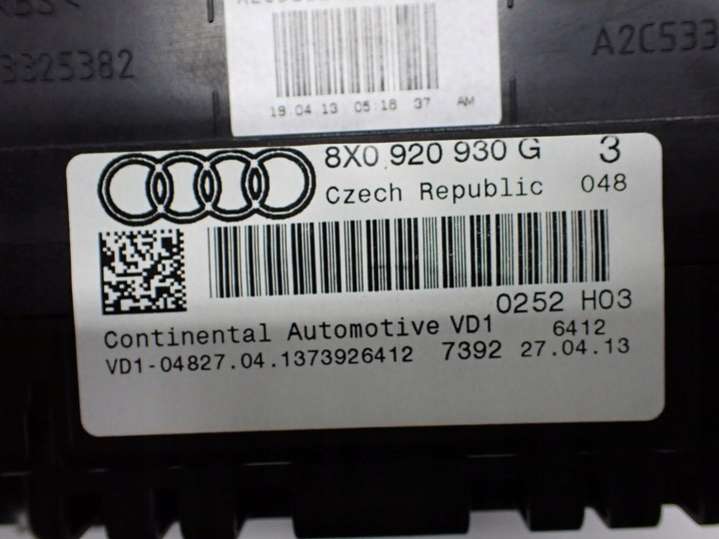 3325382
A2C533
19.04.13 05:18 37 AM
8X0 920 930 G 3
Czech Republic 048
0252 H03
Continental Automotive VD1 6412
VD1-04827.04.1373926412 7392 27.04.13